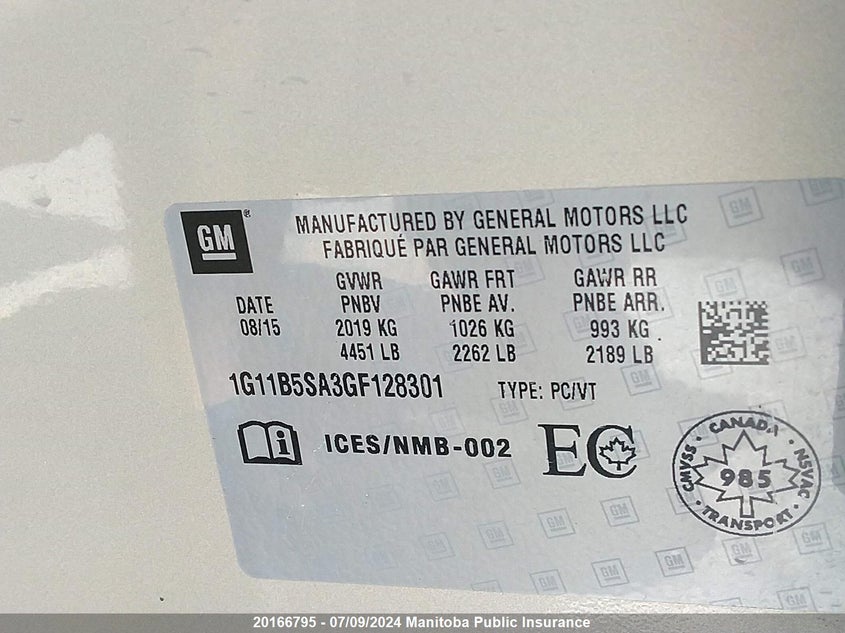 GM ®
MANUFACTURED BY GENERAL MOTORS LLC
FABRIQUÉ PAR GENERAL MOTORS LLC
GVWR GAWR FRT GAWR RR
DATE PNBV PNBE AV. PNBE ARR.
08/15 2019 KG 1026 KG 993 KG
4451 LB 2262 LB 2189 LB
1G11B5SA3GF128301 TYPE: PC/VT
i ICES/NMB-002 EC
CANADA
CMVSS 985 NSVAC
TRANSPORT
20166795 - 07/09/2024 Manitoba Public Insurance